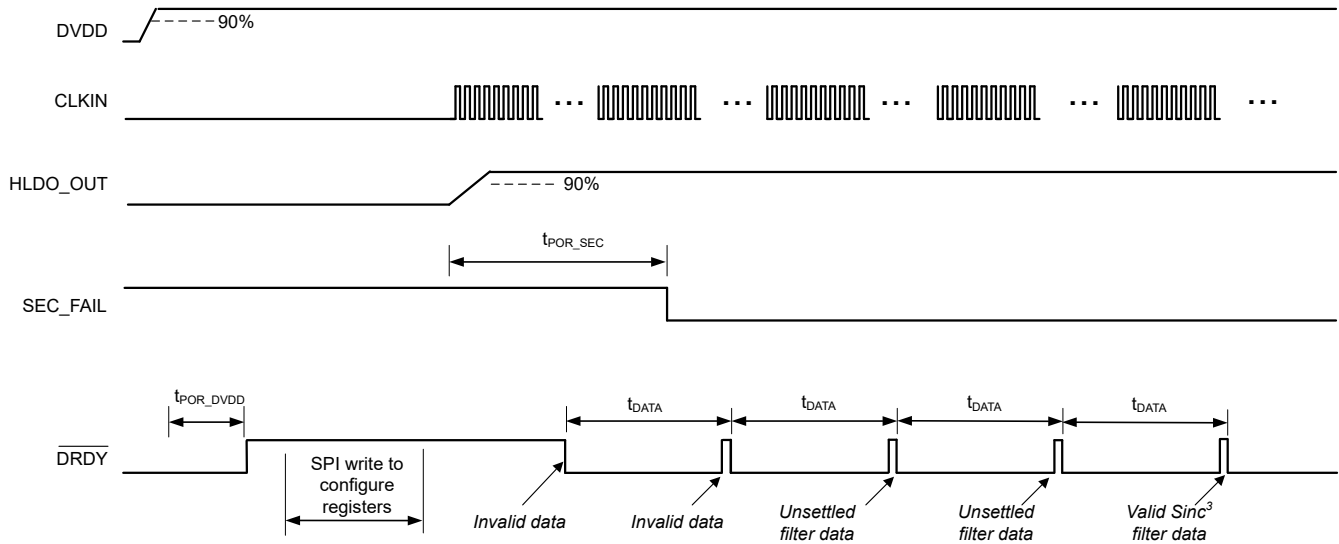 DVDD
90%
CLKIN
... ... ... ... ...
HLDO_OUT
90%
tPOR_SEC
SEC_FAIL
tPOR_DVDD
tDATA tDATA tDATA tDATA
DRDY
SPI write to
configure
registers
Invalid data
Invalid data
Unsettled
filter data
Unsettled
filter data
Valid Sinc³
filter data